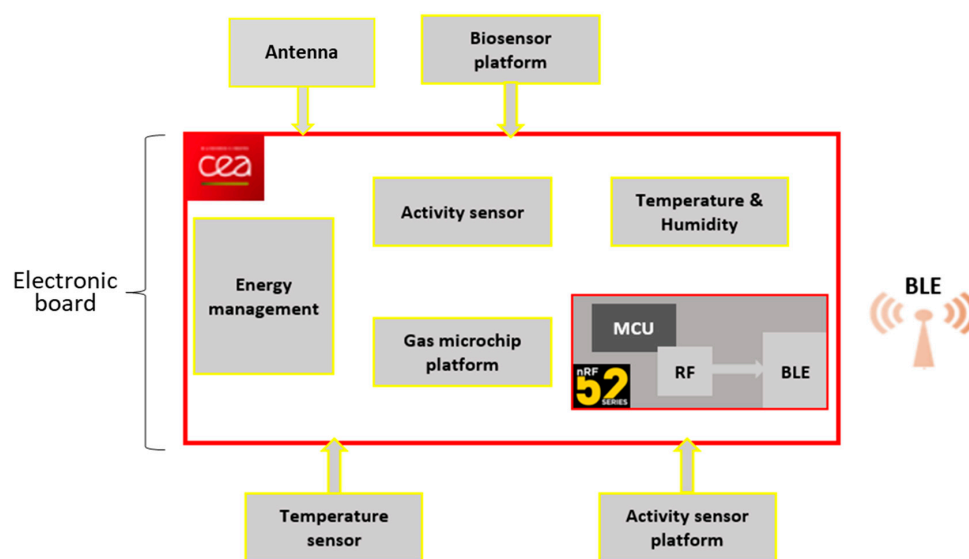 Antenna
Biosensor
platform
cea
Activity sensor
Temperature &
Humidity
Electronic
board
Energy
management
BLE
Gas microchip
platform
MCU
RF
BLE
nRF
52
SERIES
Temperature
sensor
Activity sensor
platform